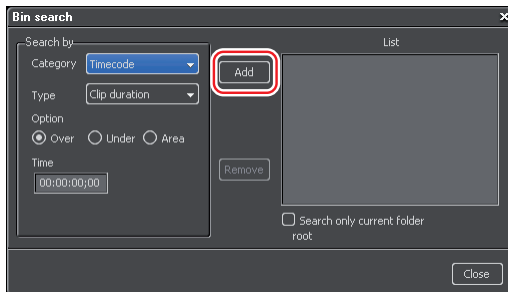 Bin search
Search by
Category Timecode
Type Clip duration
Option
Over Under Area
Time
00:00:00;00
Add
Remove
List
Search only current folder
root
Close